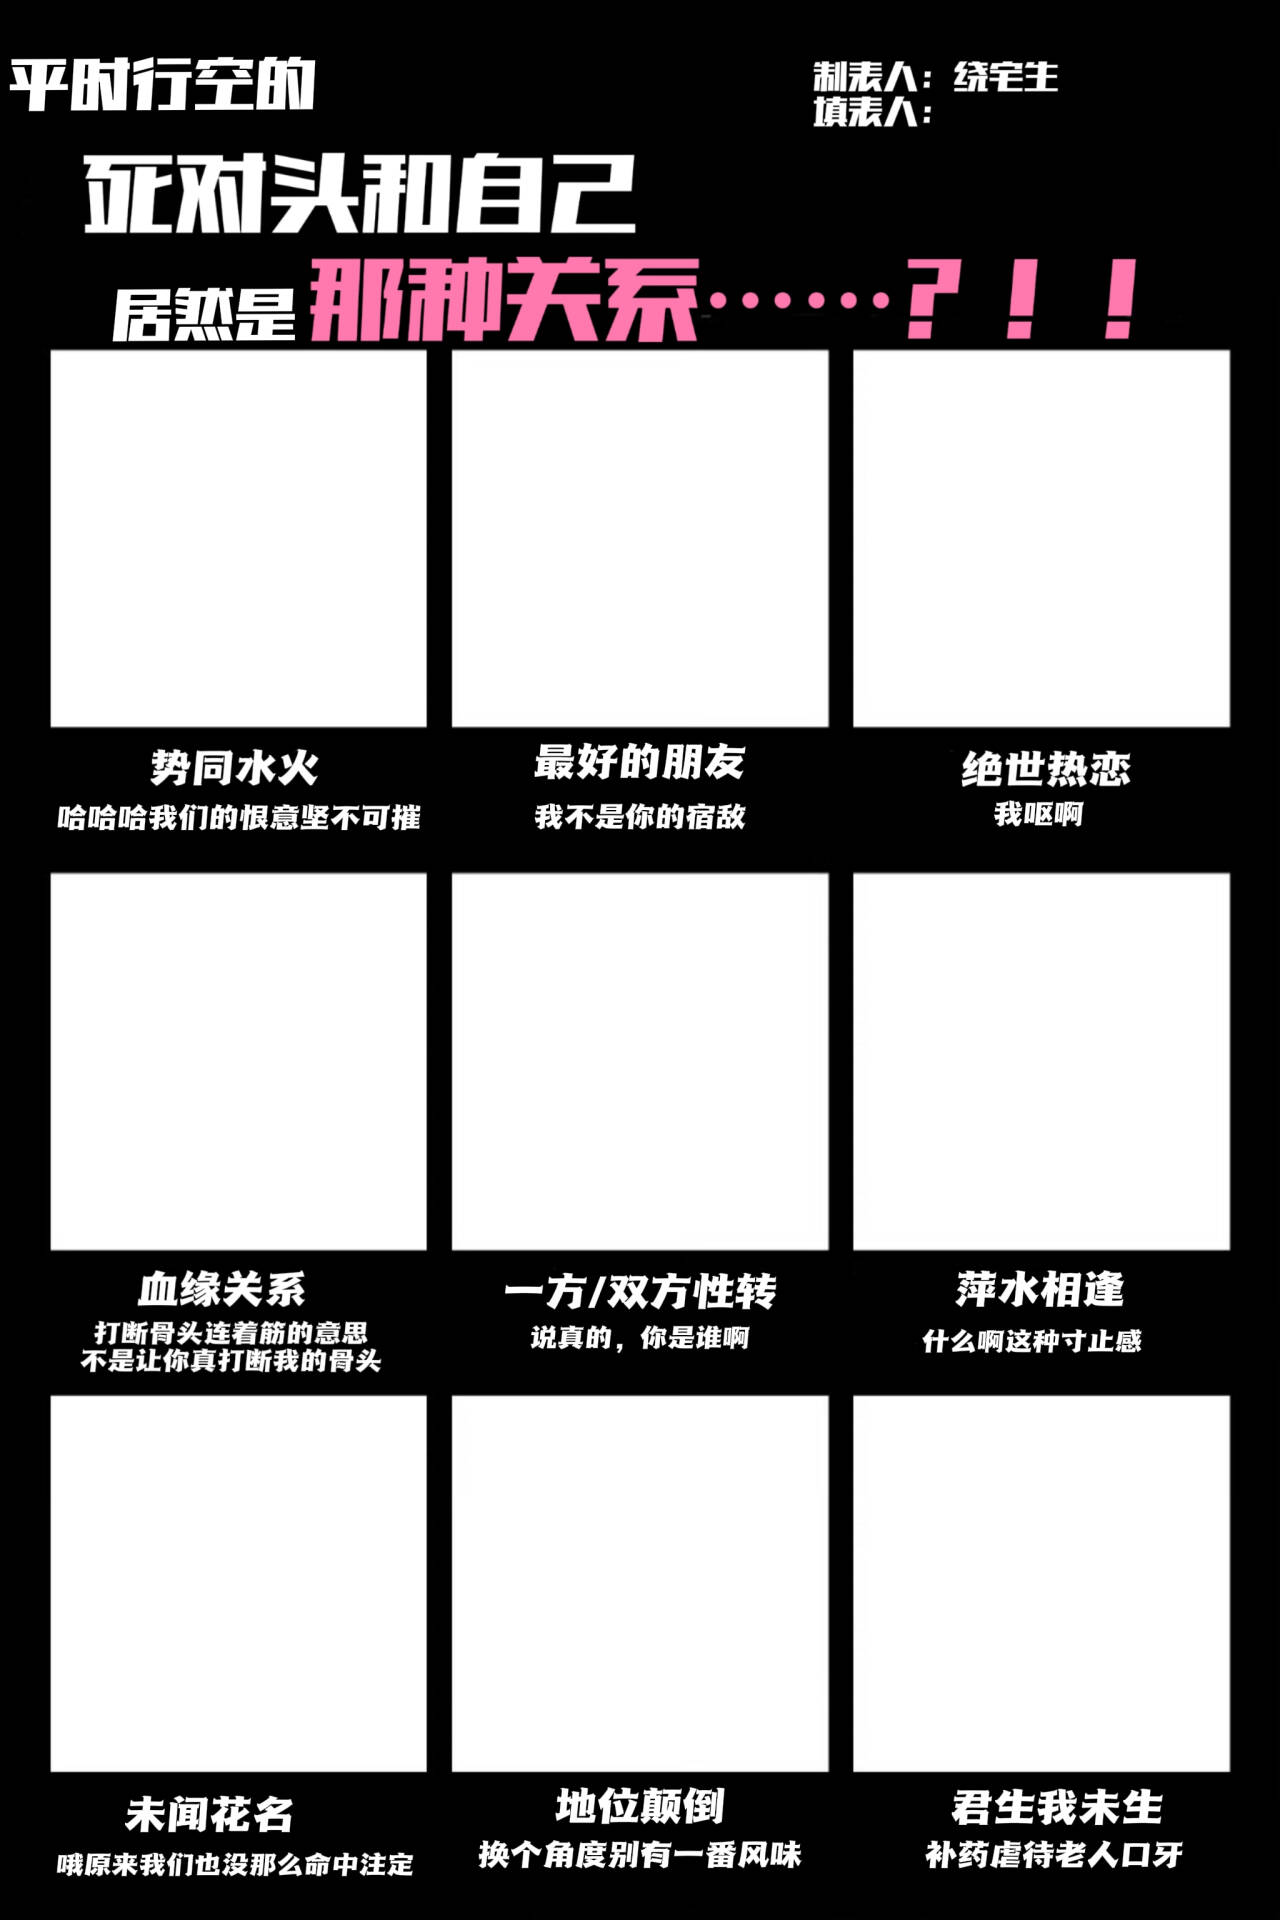 平时行空的
制表人：绕宅生
填表人：
死对头和自己
居然是那种关系……？！！
势同水火
哈哈哈我们的恨意坚不可摧
最好的朋友
我不是你的宿敌
绝世热恋
我呕啊
血缘关系
打断骨头连着筋的意思
不是让你真打断我的骨头
一方/双方性转
说真的，你是谁啊
萍水相逢
什么啊这种寸止感
未闻花名
哦原来我们也没那么命中注定
地位颠倒
换个角度别有一番风味
君生我未生
补药虐待老人口牙